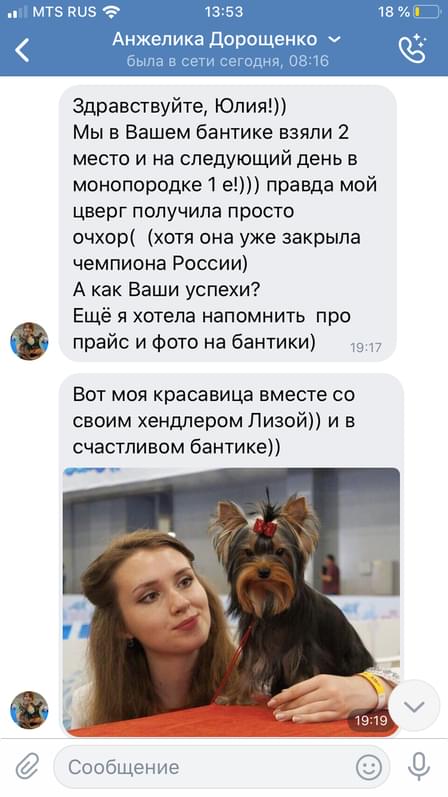 MTS RUS 13:53 18 %
Анжелика Дорощенко
была в сети сегодня, 08:16
Здравствуйте, Юлия!))
Мы в Вашем бантике взяли 2
место и на следующий день в
монопородке 1 е!))) правда мой
цверг получила просто
очхор( (хотя она уже закрыла
чемпиона России)
А как Ваши успехи?
Ещё я хотела напомнить про
прайс и фото на бантики)
19:17
Вот моя красавица вместе со
своим хендлером Лизой)) и в
счастливом бантике))
19:19
Сообщение